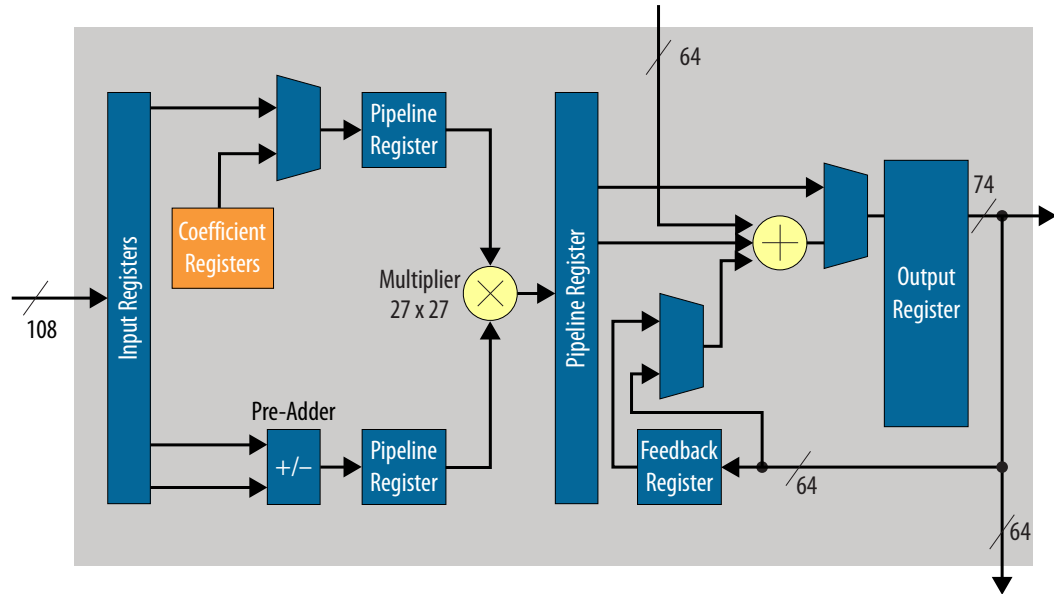 64
Input Registers
Pipeline
Register
Coefficient
Registers
74
108
Multiplier
27 x 27
×
Pipeline Register
+
Output
Register
Pre-Adder
+/−
Pipeline
Register
Feedback
Register
64
64